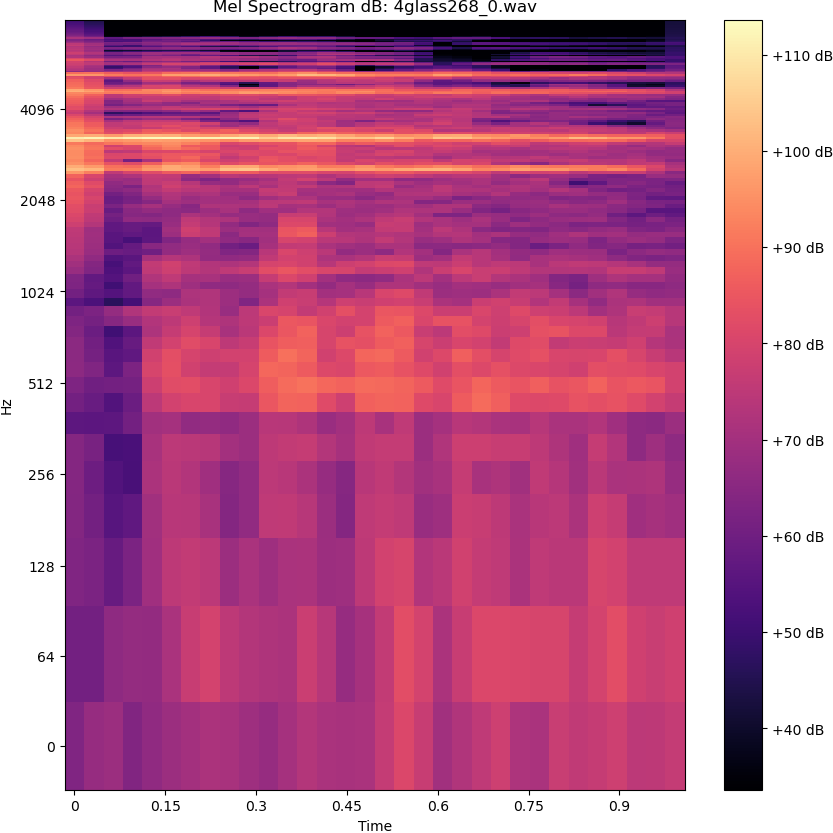 Mel Spectrogram dB: 4glass268_0.wav
+110 dB
4096
+100 dB
2048
+90 dB
1024
+80 dB
512
Hz
+70 dB
256
+60 dB
128
+50 dB
64
0
+40 dB
0 0.15 0.3 0.45 0.6 0.75 0.9
Time